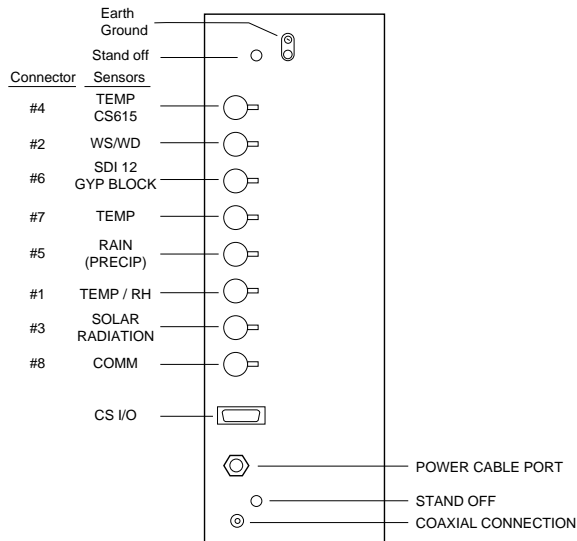 Earth
Ground
Stand off
Connector Sensors
#4 TEMP
CS615
#2 WS/WD
#6 SDI 12
GYP BLOCK
#7 TEMP
#5 RAIN
(PRECIP)
#1 TEMP / RH
#3 SOLAR
RADIATION
#8 COMM
CS I/O
POWER CABLE PORT
STAND OFF
COAXIAL CONNECTION